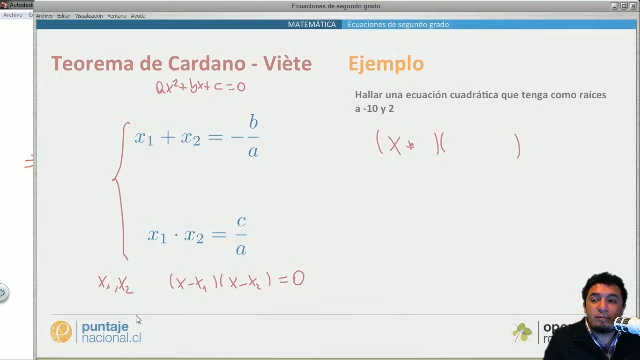 Ecuaciones de segundo grado
Archivo Editar Visualización Ventana Ayuda
MATEMÁTICA Ecuaciones de segundo grado
Teorema de Cardano - Viète
ax²+bx+c=0
x₁ + x₂ = −b/a
x₁ · x₂ = c/a
x₁, x₂ (x−x₁)(x−x₂)=0
Ejemplo
Hallar una ecuación cuadrática que tenga como raíces
a -10 y 2
(x+ )( )
puntaje
nacional.cl